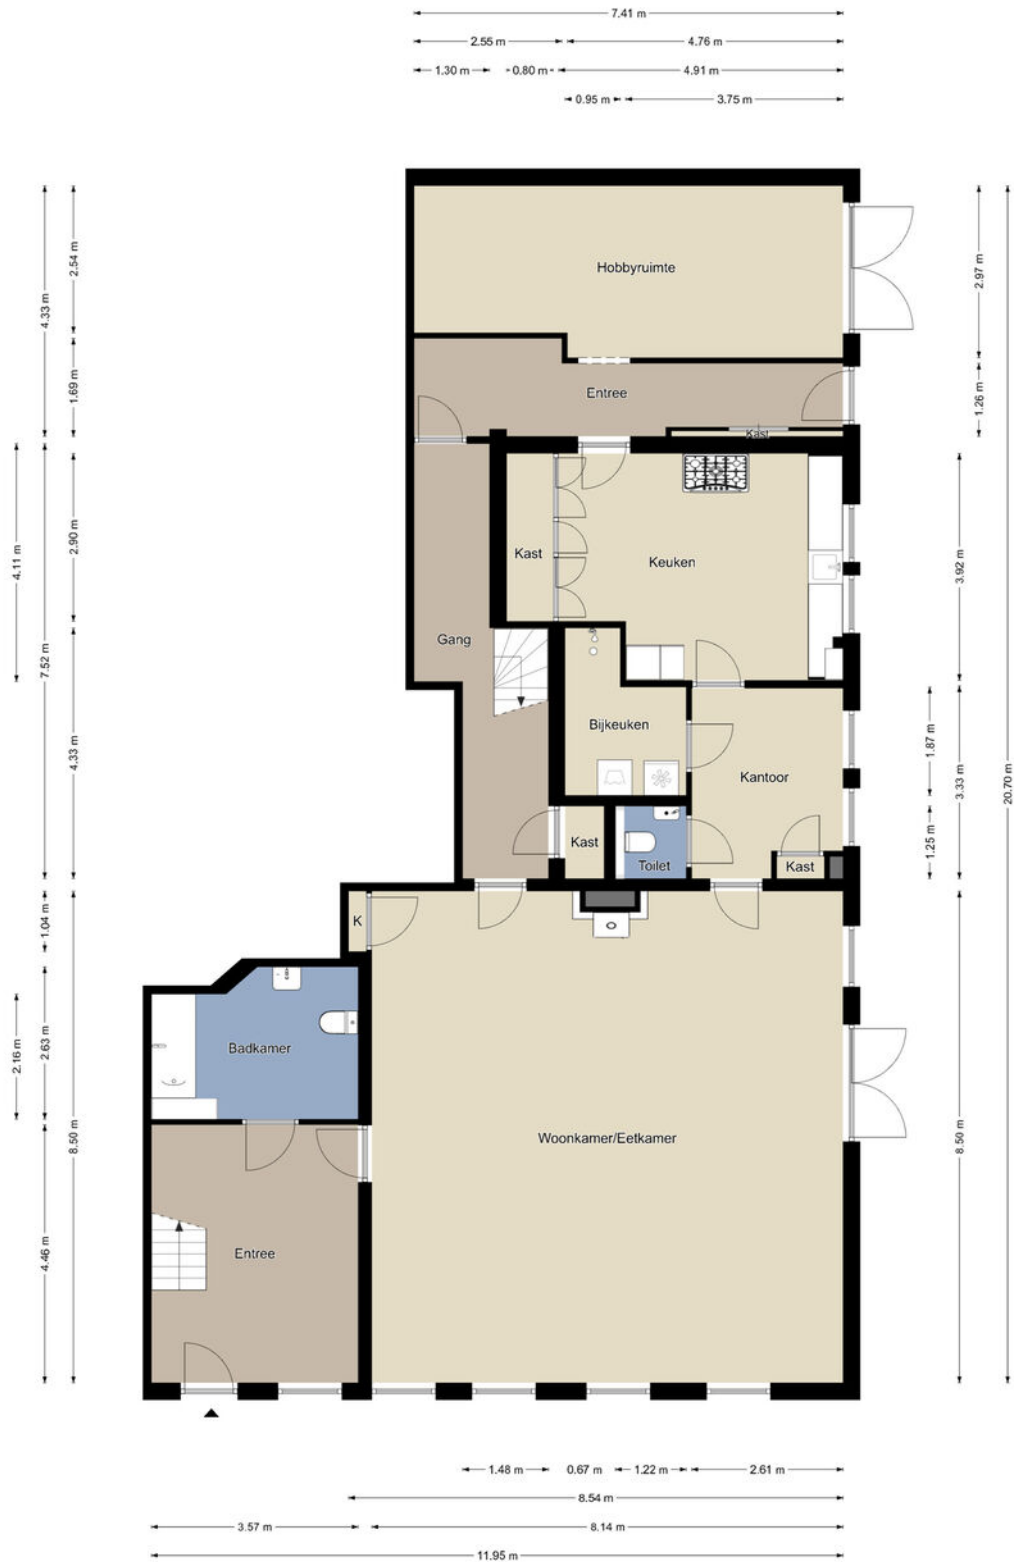 7.41 m
2.55 m
4.76 m
1.30 m
0.80 m
4.91 m
0.95 m
3.75 m
4.33 m
2.54 m
Hobbyruimte
2.97 m
1.69 m
Entree
1.26 m
Kast
4.11 m
7.52 m
2.90 m
Kast
Keuken
3.92 m
20.70 m
Gang
4.33 m
Bijkeuken
Kantoor
1.87 m
3.33 m
Kast
Toilet
Kast
1.25 m
1.04 m
K
2.16 m
2.63 m
Badkamer
8.50 m
Woonkamer/Eetkamer
8.50 m
4.46 m
Entree
1.48 m
0.67 m
1.22 m
2.61 m
8.54 m
3.57 m
8.14 m
11.95 m